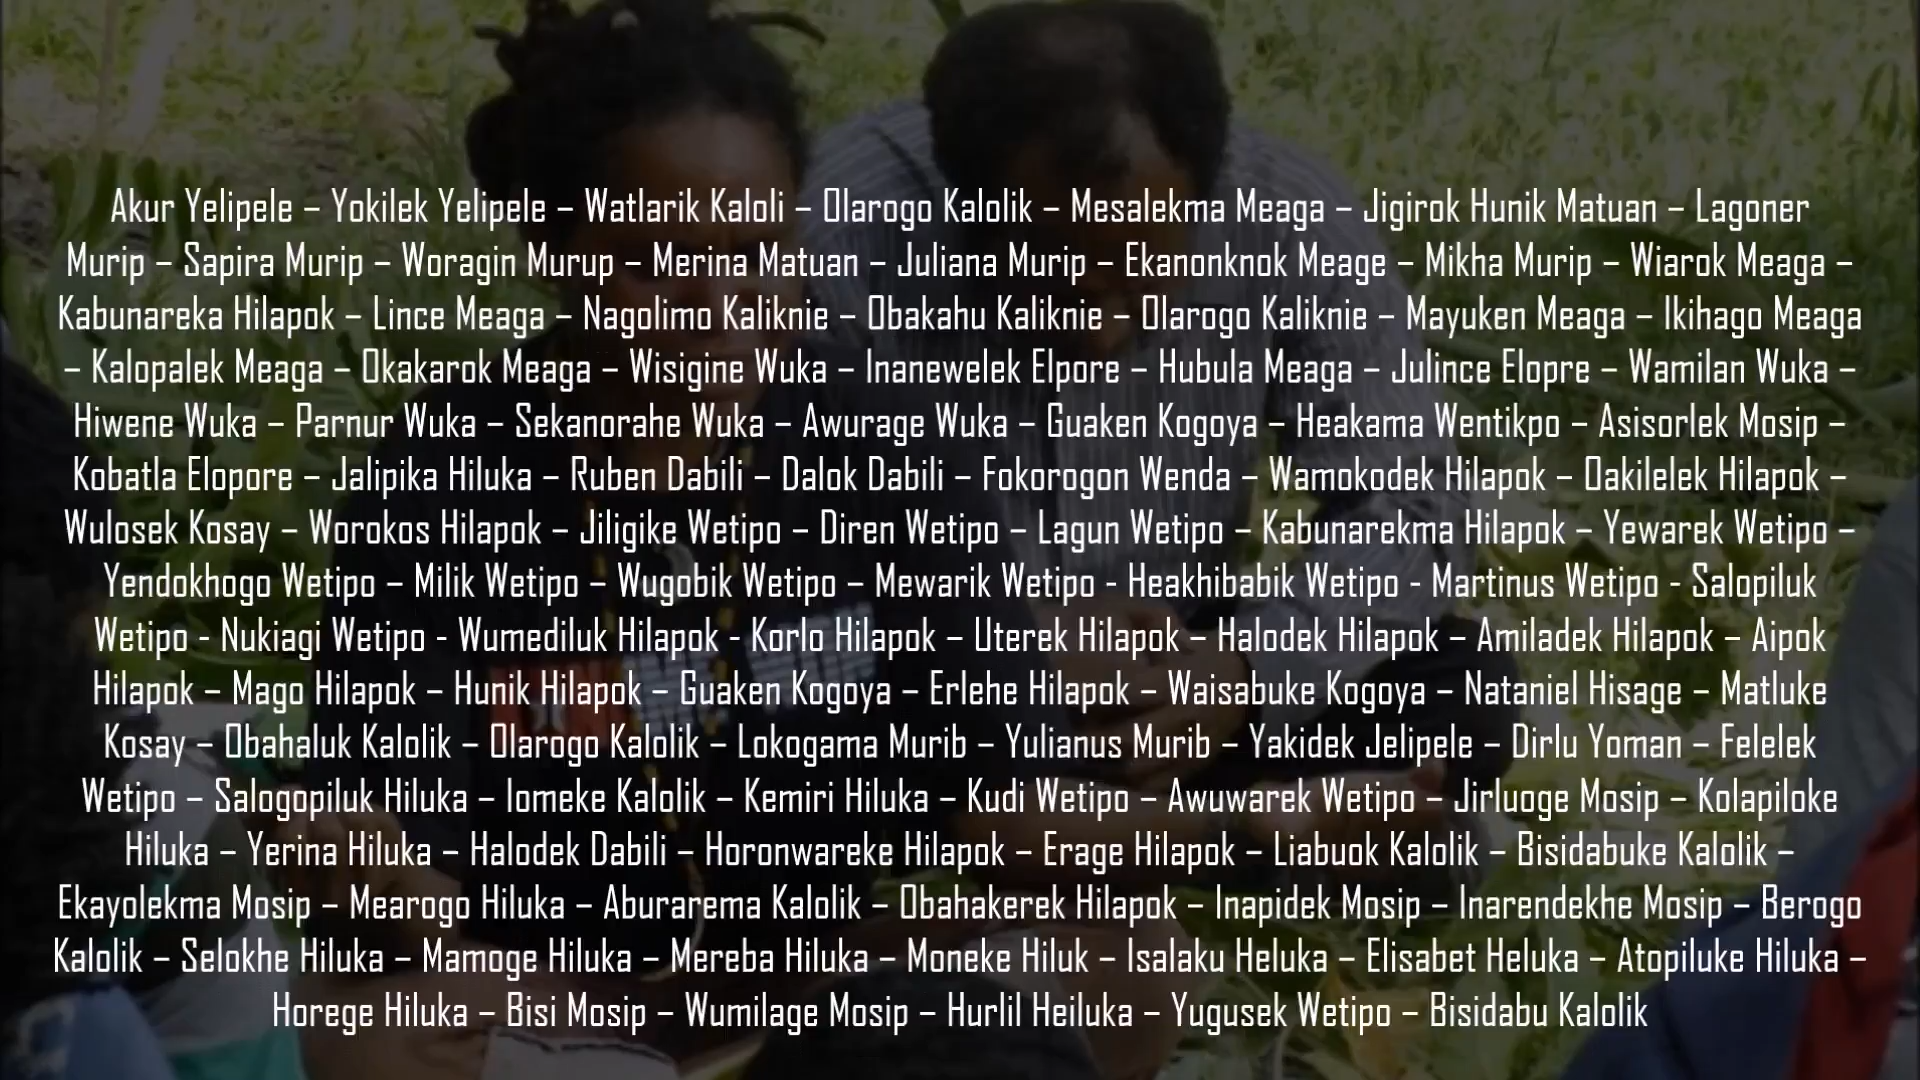 Akur Yelipele – Yokilek Yelipele – Watlarik Kaloli – Olarogo Kalolik – Mesalekma Meaga – Jigirok Hunik Matuan – Lagoner
Murip – Sapira Murip – Woragin Murup – Merina Matuan – Juliana Murip – Ekanonknok Meage – Mikha Murip – Wiarok Meaga –
Kabunareka Hilapok – Lince Meaga – Nagolimo Kaliknie – Obakahu Kaliknie – Olarogo Kaliknie – Mayuken Meaga – Ikihago Meaga
– Kalopalek Meaga – Okakarok Meaga – Wisigine Wuka – Inanewelek Elpore – Hubula Meaga – Julince Elopre – Wamilan Wuka –
Hiwene Wuka – Parnur Wuka – Sekanorahe Wuka – Awurage Wuka – Guaken Kogoya – Heakama Wentikpo – Asisorlek Mosip –
Kobatla Elopore – Jalipika Hiluka – Ruben Dabili – Dalok Dabili – Fokorogon Wenda – Wamokodek Hilapok – Oakilelek Hilapok –
Wulosek Kosay – Worokos Hilapok – Jiligike Wetipo – Diren Wetipo – Lagun Wetipo – Kabunarekma Hilapok – Yewarek Wetipo –
Yendokhogo Wetipo – Milik Wetipo – Wugobik Wetipo – Mewarik Wetipo - Heakhibabik Wetipo - Martinus Wetipo - Salopiluk
Wetipo - Nukiagi Wetipo - Wumediluk Hilapok - Korlo Hilapok – Uterek Hilapok – Halodek Hilapok – Amiladek Hilapok – Aipok
Hilapok – Mago Hilapok – Hunik Hilapok – Guaken Kogoya – Erlehe Hilapok – Waisabuke Kogoya – Nataniel Hisage – Matluke
Kosay – Obahaluk Kalolik – Olarogo Kalolik – Lokogama Murib – Yulianus Murib – Yakidek Jelipele – Dirlu Yoman – Felelek
Wetipo – Salogopiluk Hiluka – Iomeke Kalolik – Kemiri Hiluka – Kudi Wetipo – Awuwarek Wetipo – Jirluoge Mosip – Kolapiloke
Hiluka – Yerina Hiluka – Halodek Dabili – Horonwareke Hilapok – Erage Hilapok – Liabuok Kalolik – Bisidabuke Kalolik –
Ekayolekma Mosip – Mearogo Hiluka – Aburarema Kalolik – Obahakerek Hilapok – Inapidek Mosip – Inarendekhe Mosip – Berogo
Kalolik – Selokhe Hiluka – Mamoge Hiluka – Mereba Hiluka – Moneke Hiluk – Isalaku Heluka – Elisabet Heluka – Atopiluke Hiluka –
Horege Hiluka – Bisi Mosip – Wumilage Mosip – Hurlil Heiluka – Yugusek Wetipo – Bisidabu Kalolik